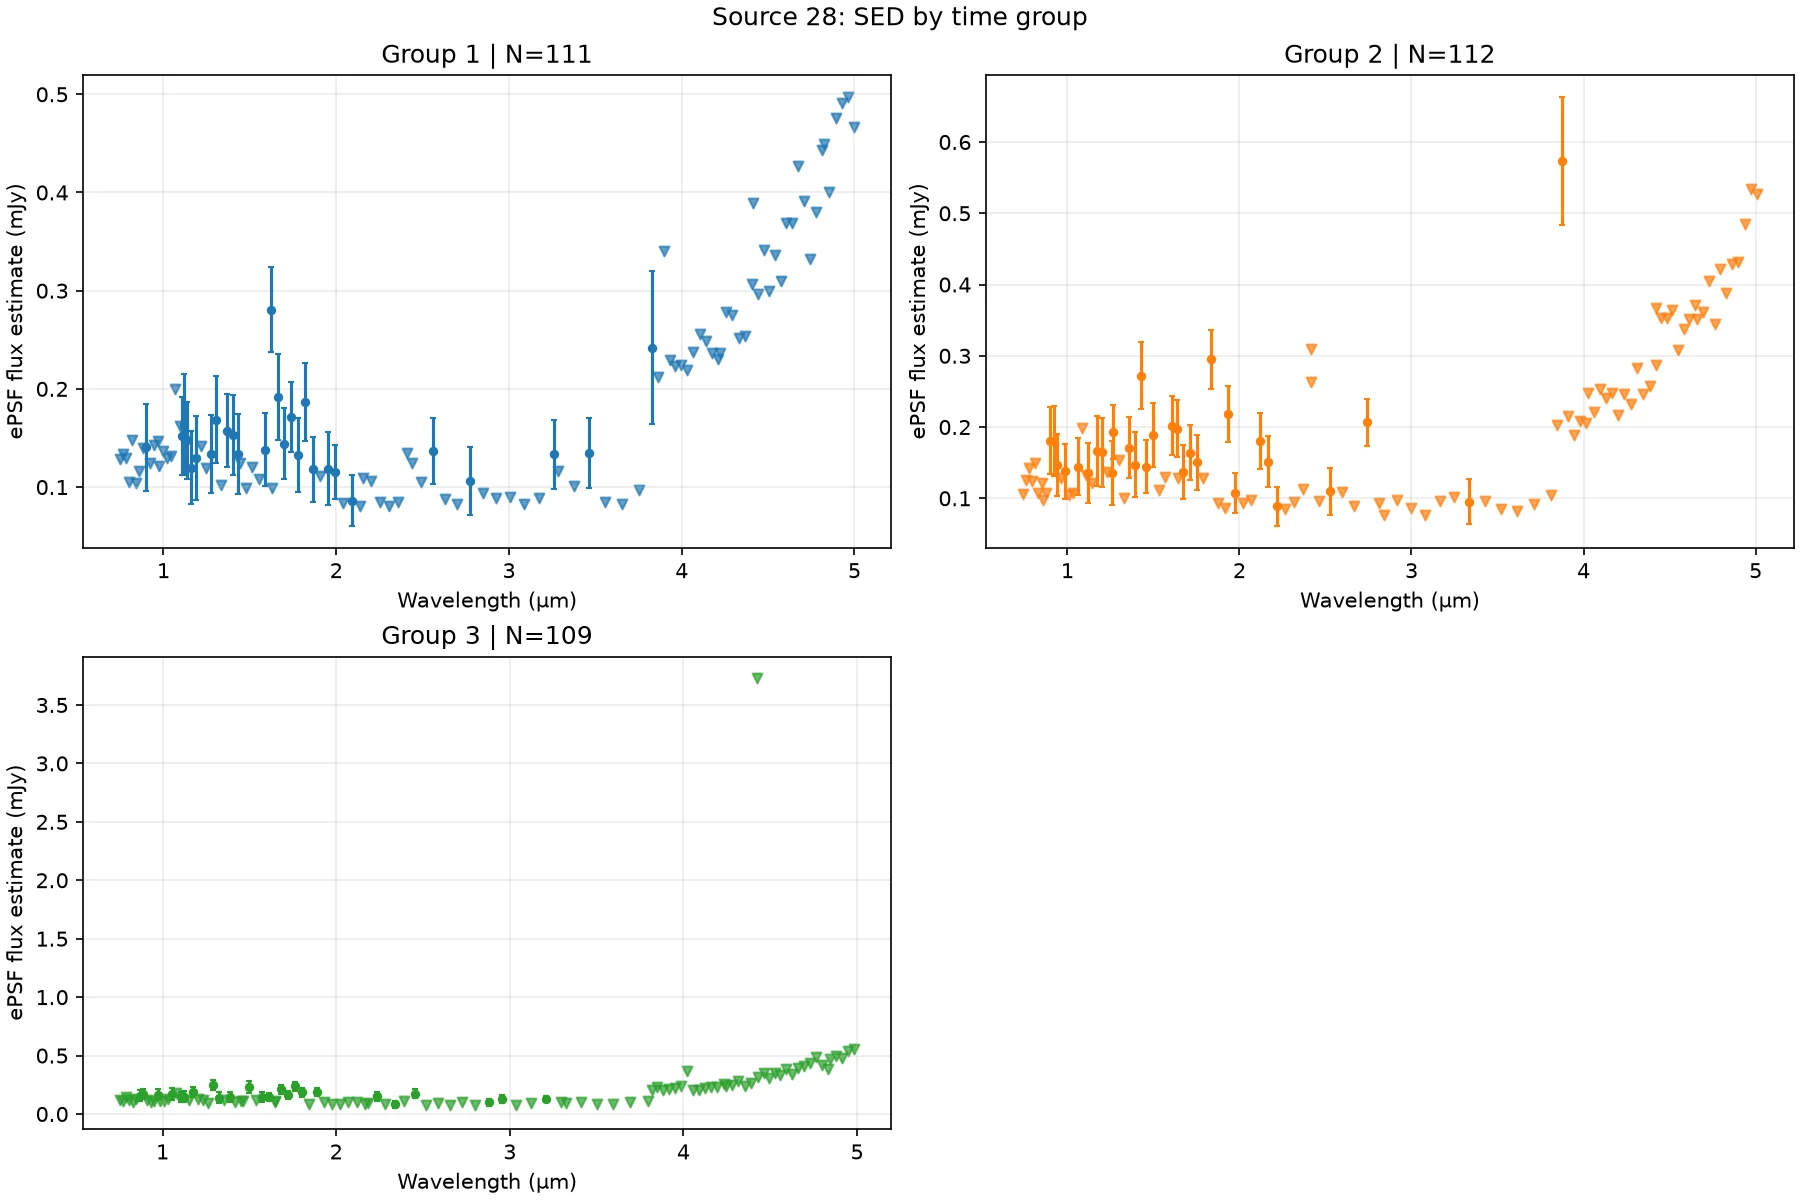 Source 28: SED by time group
Group 1 | N=111
ePSF flux estimate (mJy)
0.5
0.4
0.3
0.2
0.1
1 2 3 4 5
Wavelength (μm)
Group 2 | N=112
ePSF flux estimate (mJy)
0.6
0.5
0.4
0.3
0.2
0.1
1 2 3 4 5
Wavelength (μm)
Group 3 | N=109
ePSF flux estimate (mJy)
3.5
3.0
2.5
2.0
1.5
1.0
0.5
0.0
1 2 3 4 5
Wavelength (μm)